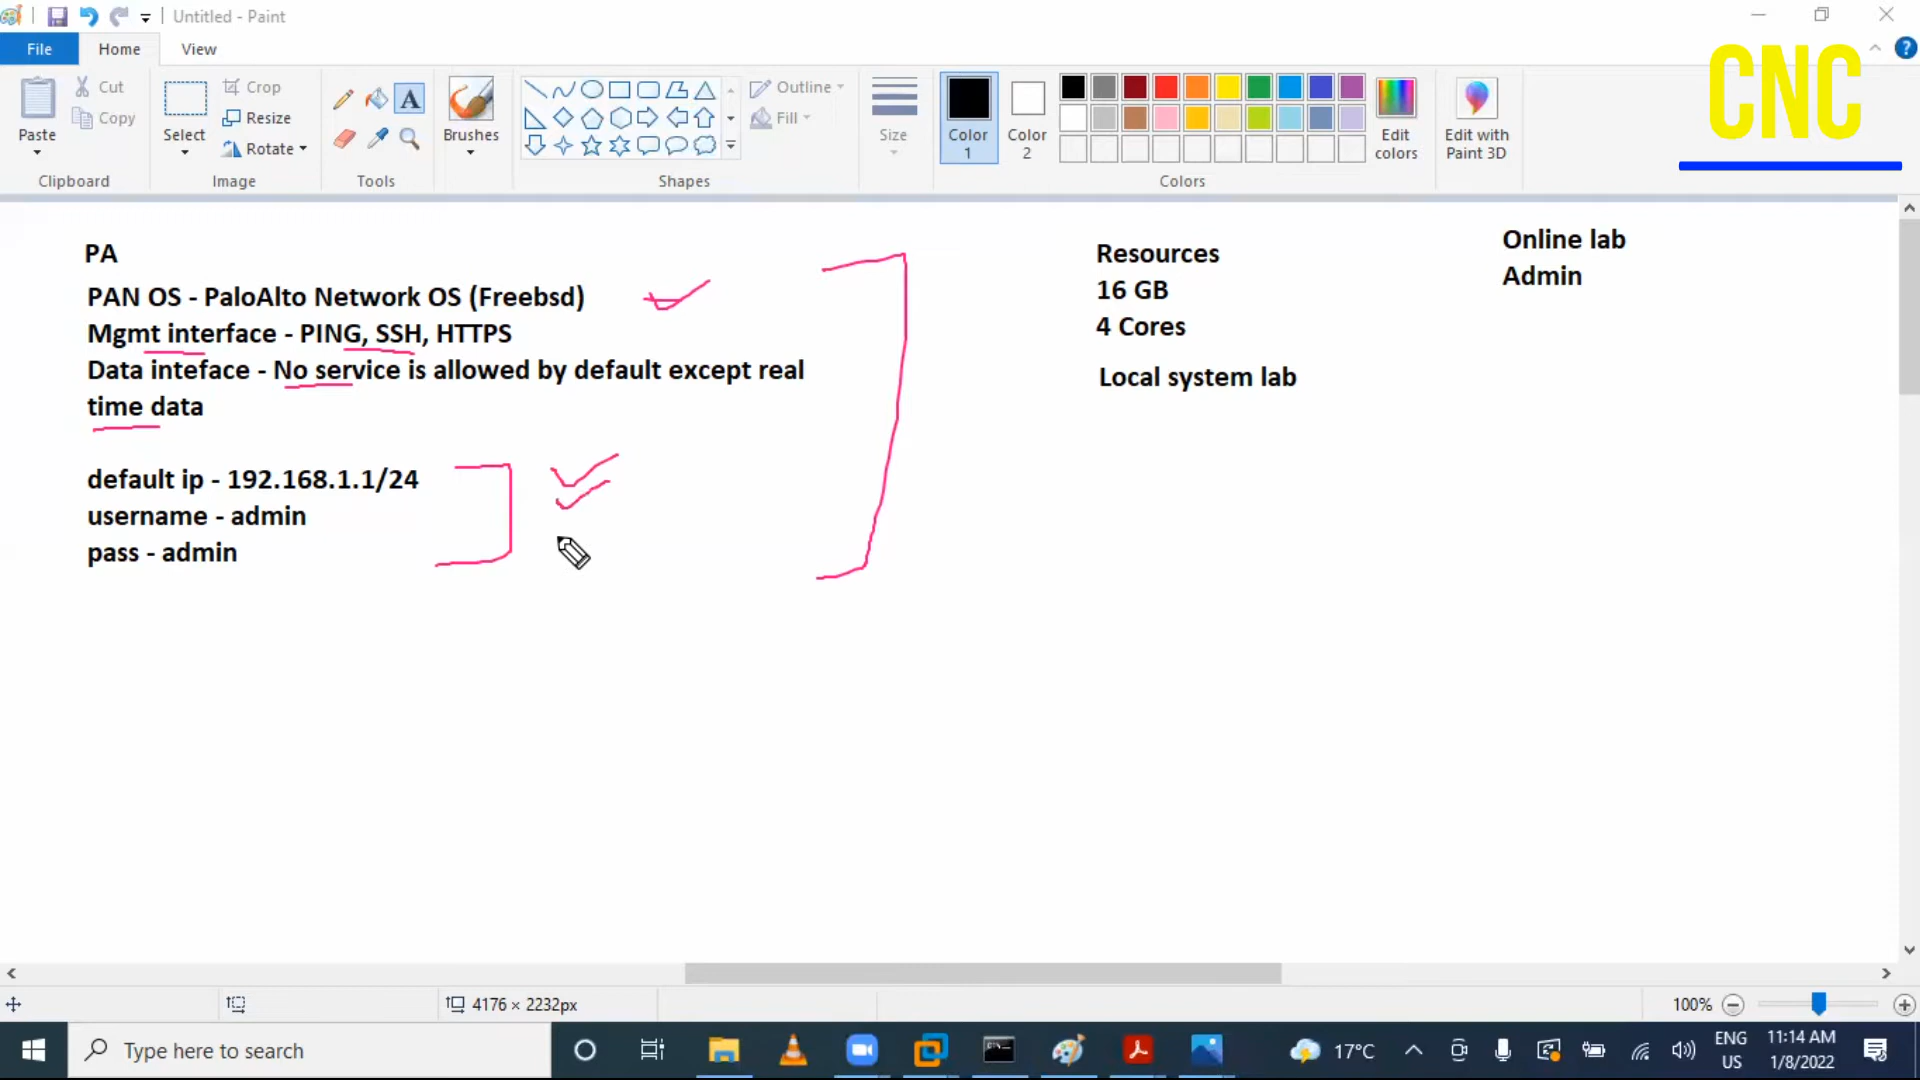 Untitled - Paint
File
Home
View
Paste
Cut
Copy
Clipboard
Select
Crop
Resize
Rotate
Image
A
Tools
Brushes
Shapes
Outline
Fill
Size
Color
1
Color
2
Edit
colors
Edit with
Paint 3D
Colors
CNC
PA
PAN OS - PaloAlto Network OS (Freebsd)
Mgmt interface - PING, SSH, HTTPS
Data inteface - No service is allowed by default except real
time data
default ip - 192.168.1.1/24
username - admin
pass - admin
Resources
16 GB
4 Cores
Local system lab
Online lab
Admin
4176 × 2232px
100%
Type here to search
17°C
ENG
US
11:14 AM
1/8/2022